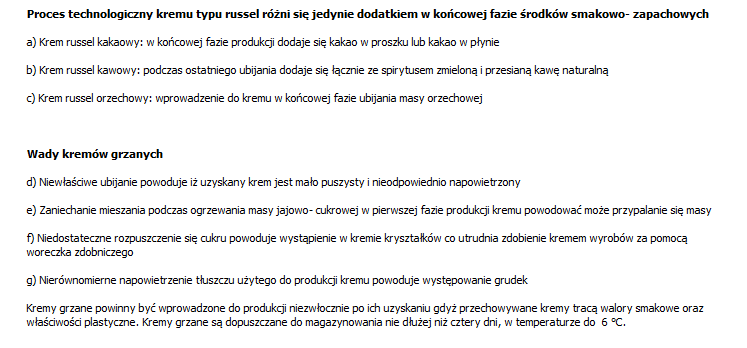 Proces technologiczny kremu typu russel różni się jedynie dodatkiem w końcowej fazie środków smakowo- zapachowych
a) Krem russel kakaowy: w końcowej fazie produkcji dodaje się kakao w proszku lub kakao w płynie
b) Krem russel kawowy: podczas ostatniego ubijania dodaje się łącznie ze spirytusem zmieloną i przesianą kawę naturalną
c) Krem russel orzechowy: wprowadzenie do kremu w końcowej fazie ubijania masy orzechowej
Wady kremów grzanych
d) Niewłaściwe ubijanie powoduje iż uzyskany krem jest mało puszysty i nieodpowiednio napowietrzony
e) Zaniechanie mieszania podczas ogrzewania masy jajowo- cukrowej w pierwszej fazie produkcji kremu powodować może przypalanie się masy
f) Niedostateczne rozpuszczenie się cukru powoduje wystąpienie w kremie kryształków co utrudnia zdobienie kremem wyrobów za pomocą
woreczka zdobniczego
g) Nierównomierne napowietrzenie tłuszczu użytego do produkcji kremu powoduje występowanie grudek
Kremy grzane powinny być wprowadzone do produkcji niezwłocznie po ich uzyskaniu gdyż przechowywane kremy tracą walory smakowe oraz
właściwości plastyczne. Kremy grzane są dopuszczane do magazynowania nie dłużej niż cztery dni, w temperaturze do  6 °C.